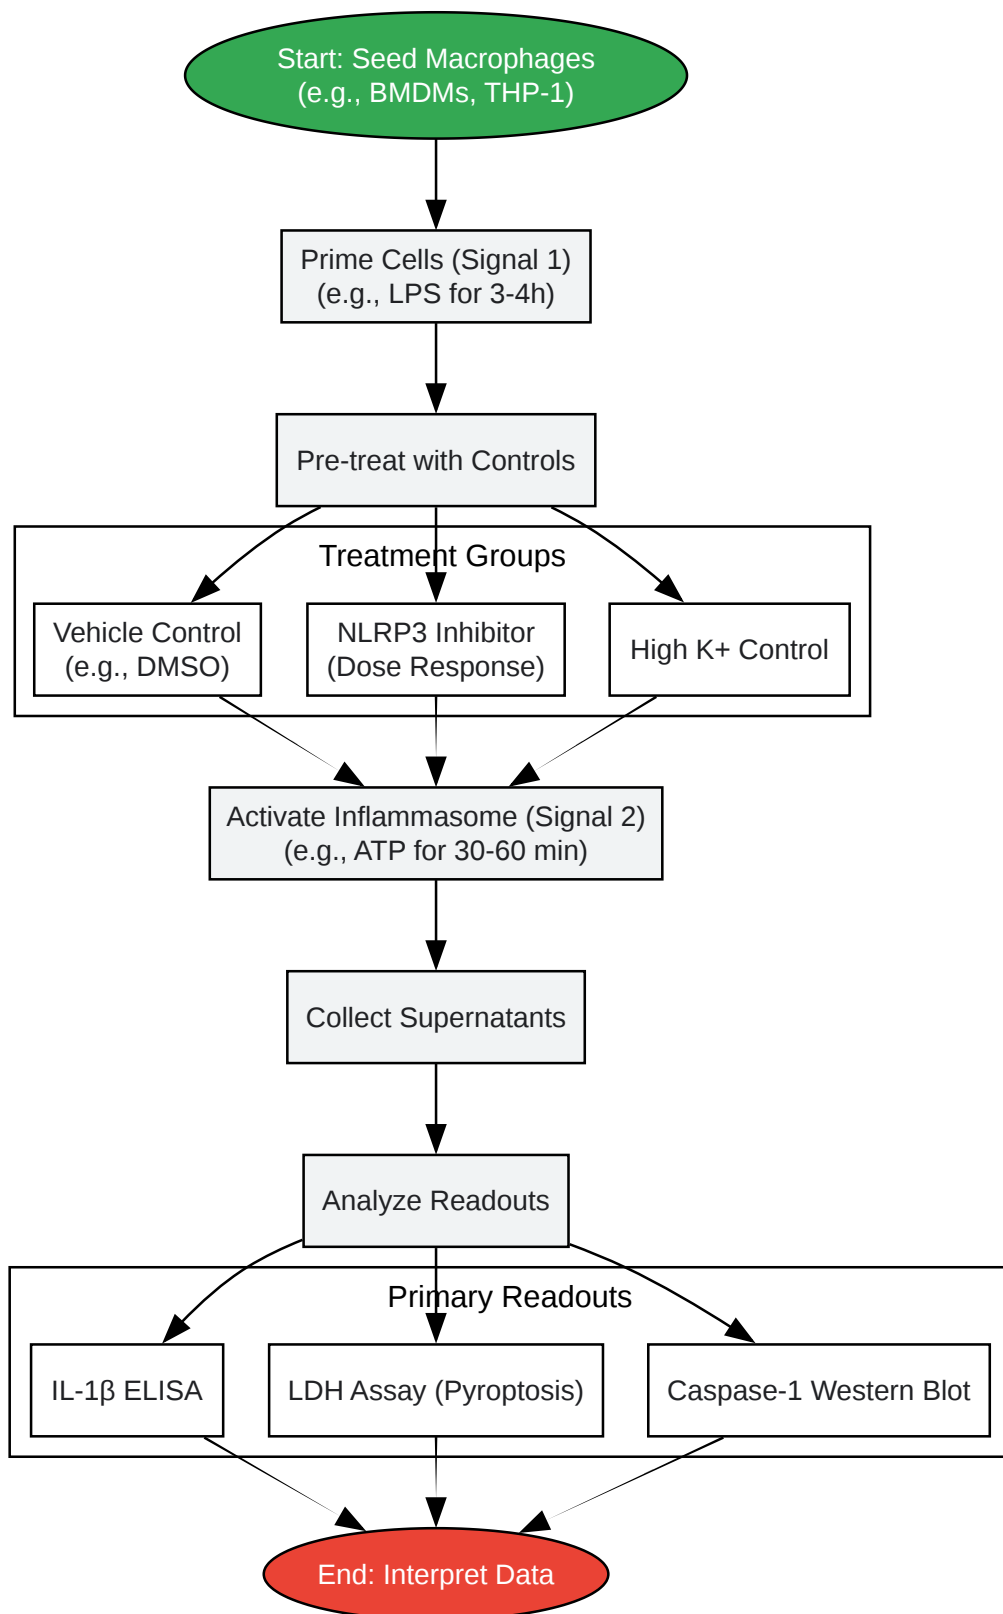 Start: Seed Macrophages
(e.g., BMDMs, THP-1)
Prime Cells (Signal 1)
(e.g., LPS for 3-4h)
Pre-treat with Controls
Treatment Groups
Vehicle Control
(e.g., DMSO)
NLRP3 Inhibitor
(Dose Response)
High K+ Control
Activate Inflammasome (Signal 2)
(e.g., ATP for 30-60 min)
Collect Supernatants
Analyze Readouts
Primary Readouts
IL-1β ELISA
LDH Assay (Pyroptosis)
Caspase-1 Western Blot
End: Interpret Data